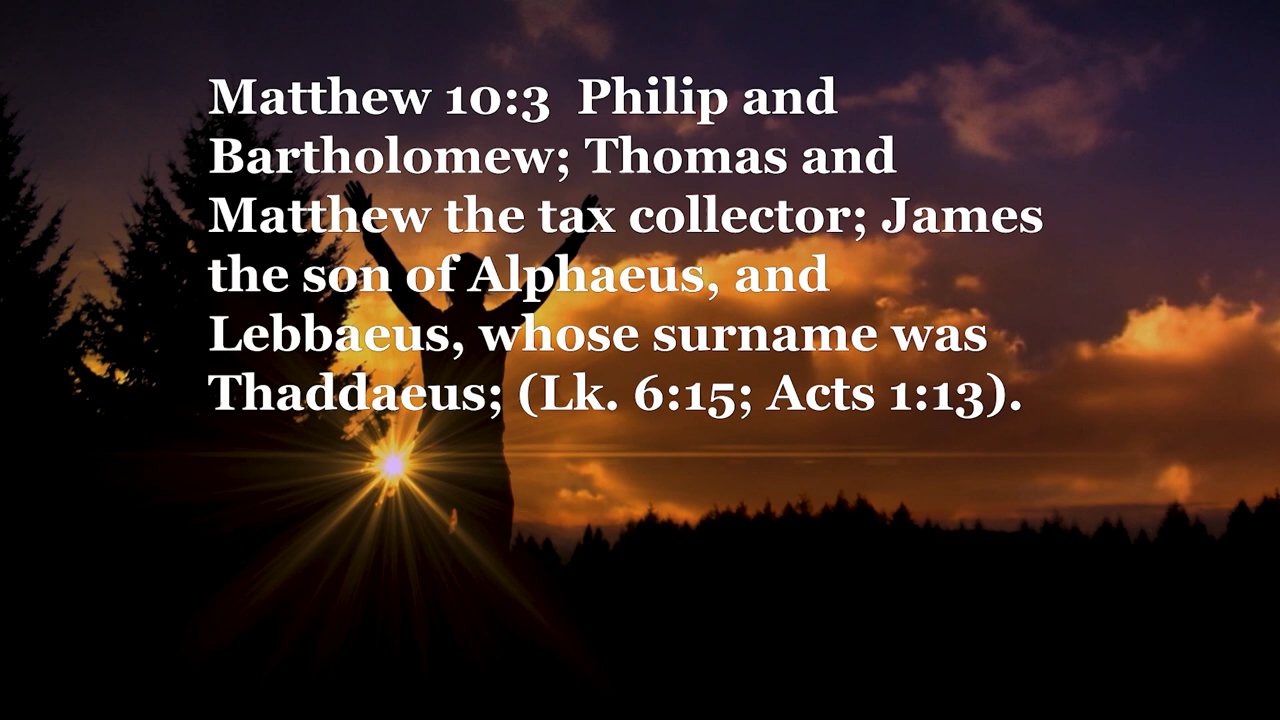 Matthew 10:3  Philip and
Bartholomew; Thomas and
Matthew the tax collector; James
the son of Alphaeus, and
Lebbaeus, whose surname was
Thaddaeus; (Lk. 6:15; Acts 1:13).